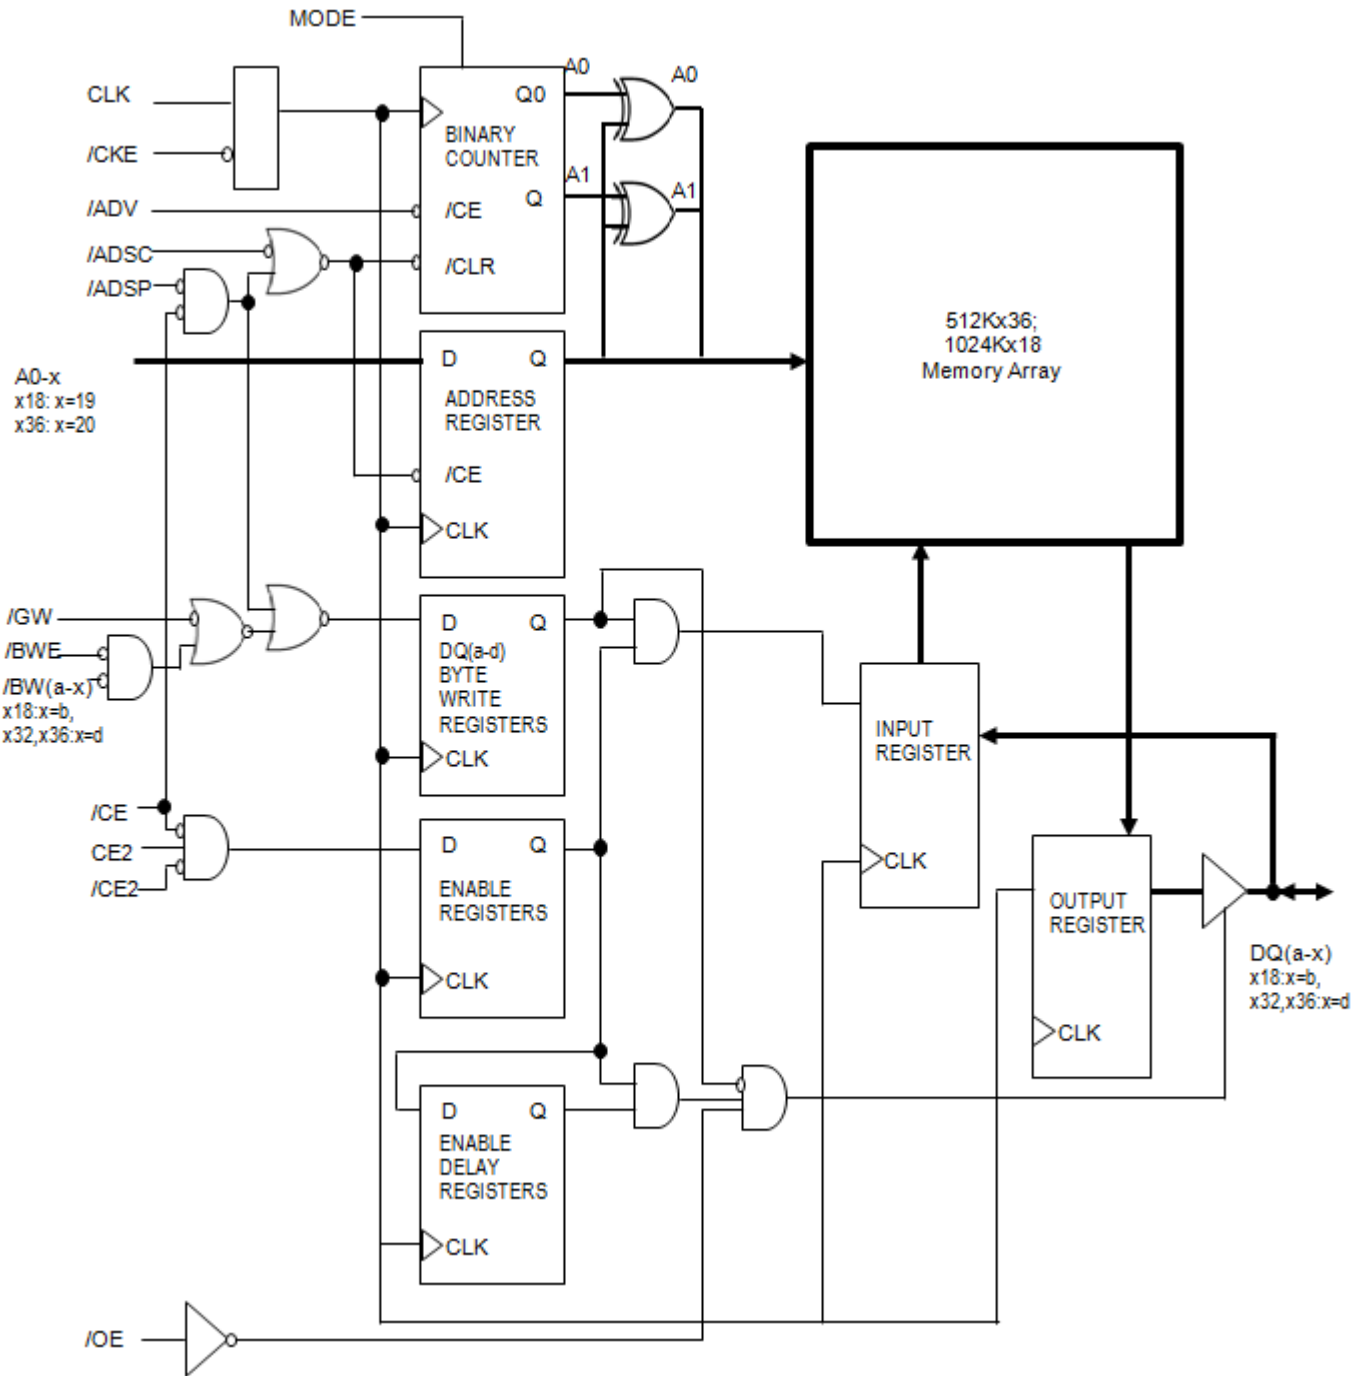 MODE
CLK
/CKE
/ADV
/ADSC
/ADSP
Q0
BINARY
COUNTER
Q
/CE
/CLR
A0
A1
A0
A1
A0-x
x18: x=19
x36: x=20
D Q
ADDRESS
REGISTER
/CE
CLK
512Kx36;
1024Kx18
Memory Array
/GW
/BWE
/BW(a-x)
x18:x=b,
x32,x36:x=d
D Q
DQ(a-d)
BYTE
WRITE
REGISTERS
CLK
INPUT
REGISTER
CLK
/CE
CE2
/CE2
D Q
ENABLE
REGISTERS
CLK
OUTPUT
REGISTER
CLK
DQ(a-x)
x18:x=b,
x32,x36:x=d
D Q
ENABLE
DELAY
REGISTERS
CLK
/OE